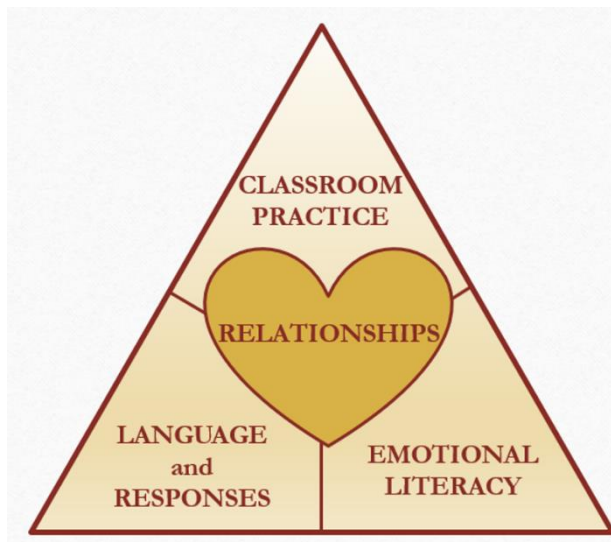 CLASSROOM
PRACTICE
RELATIONSHIPS
LANGUAGE
and
RESPONSES
EMOTIONAL
LITERACY